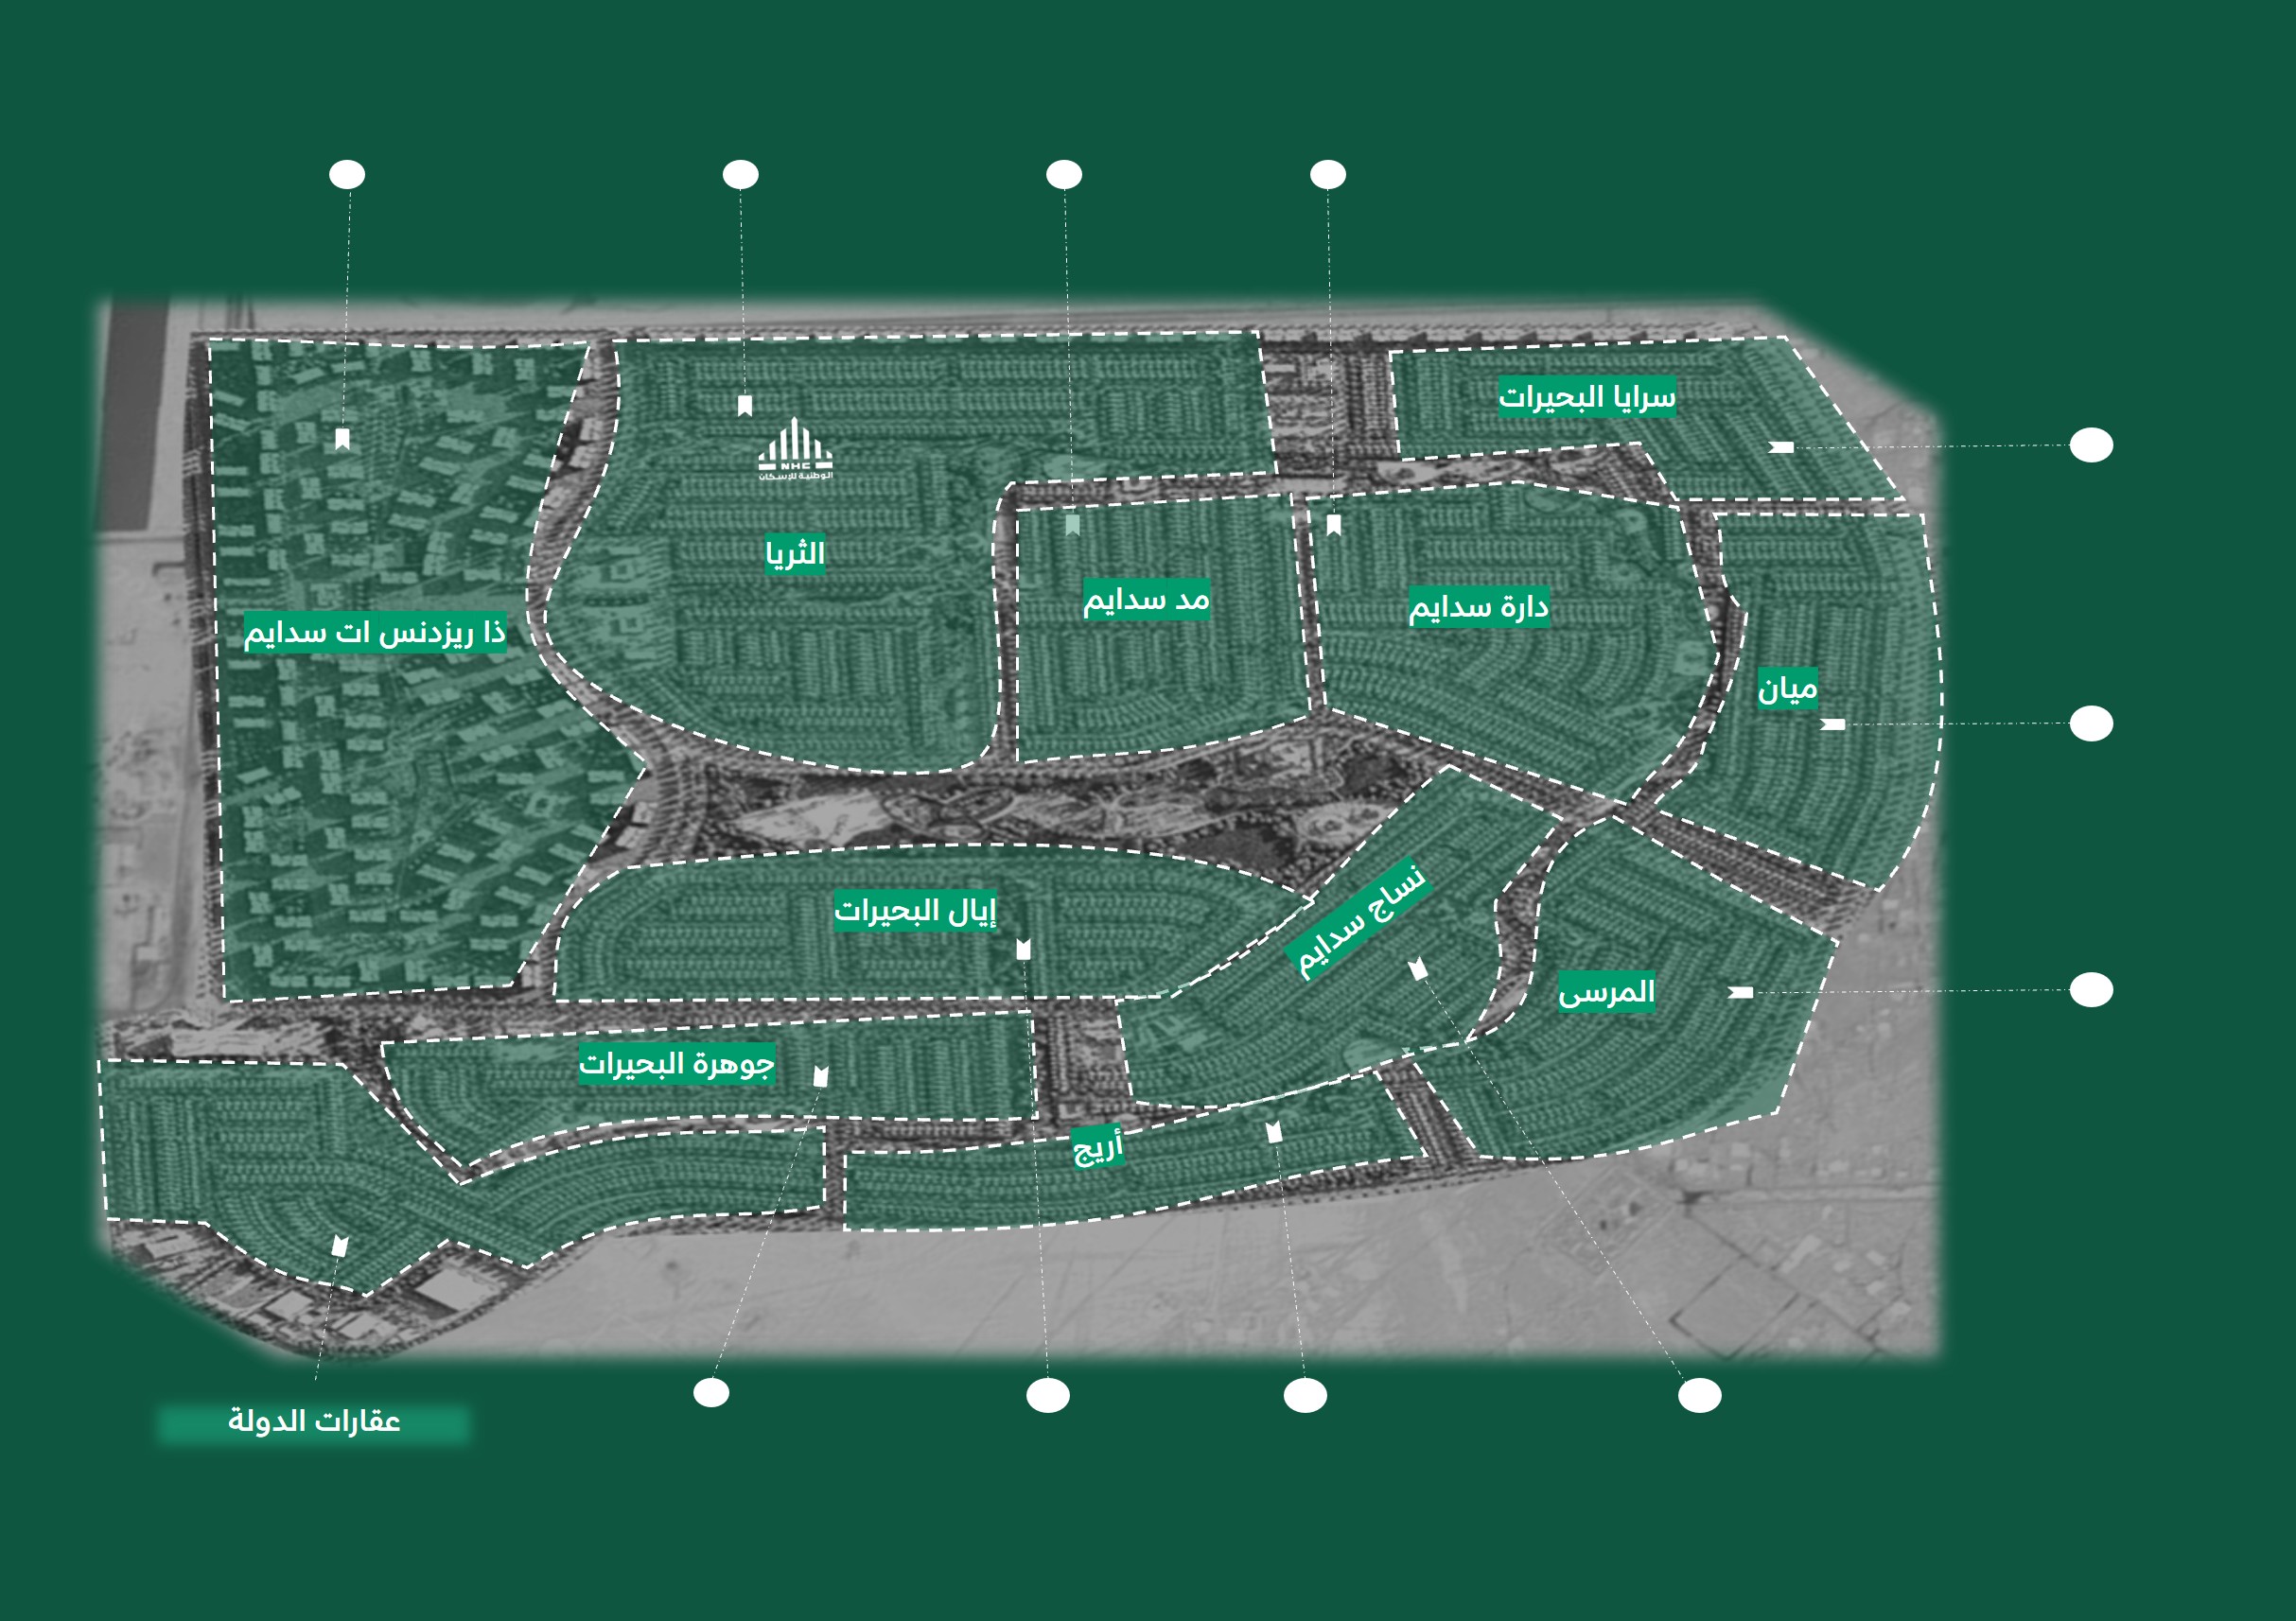 سرايا البحيرات
NHC
الوطنية للإسكان
الثريا
مد سدايم
دارة سدايم
ذا ريزدنس ات سدايم
ميان
إيال البحيرات
نساج سدايم
المرسى
جوهرة البحيرات
أريج
عقارات الدولة